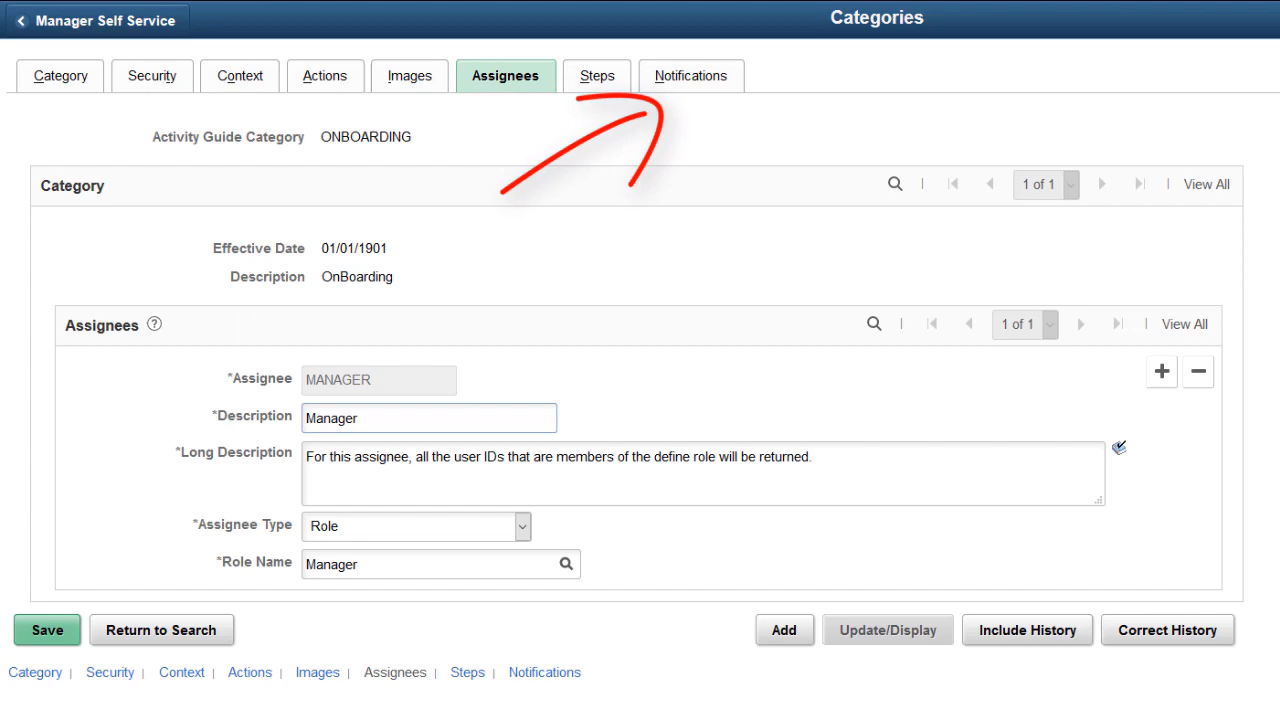 Manager Self Service
Categories
Category
Security
Context
Actions
Images
Assignees
Steps
Notifications
Activity Guide Category ONBOARDING
Category
1 of 1
View All
Effective Date 01/01/1901
Description OnBoarding
Assignees ?
1 of 1
View All
*Assignee MANAGER
*Description Manager
*Long Description For this assignee, all the user IDs that are members of the define role will be returned.
*Assignee Type Role
*Role Name Manager
Save
Return to Search
Add
Update/Display
Include History
Correct History
Category | Security | Context | Actions | Images | Assignees | Steps | Notifications